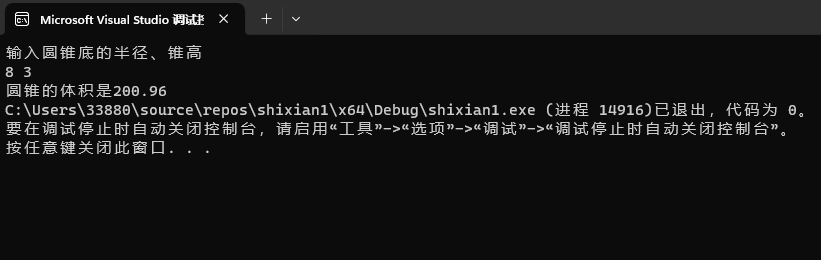 Microsoft Visual Studio 调试控
输入圆锥底的半径、锥高
8 3
圆锥的体积是200.96
C:\Users\33880\source\repos\shixian1\x64\Debug\shixian1.exe (进程 14916)已退出，代码为 0。
要在调试停止时自动关闭控制台，请启用“工具”->“选项”->“调试”->“调试停止时自动关闭控制台”。
按任意键关闭此窗口. . .